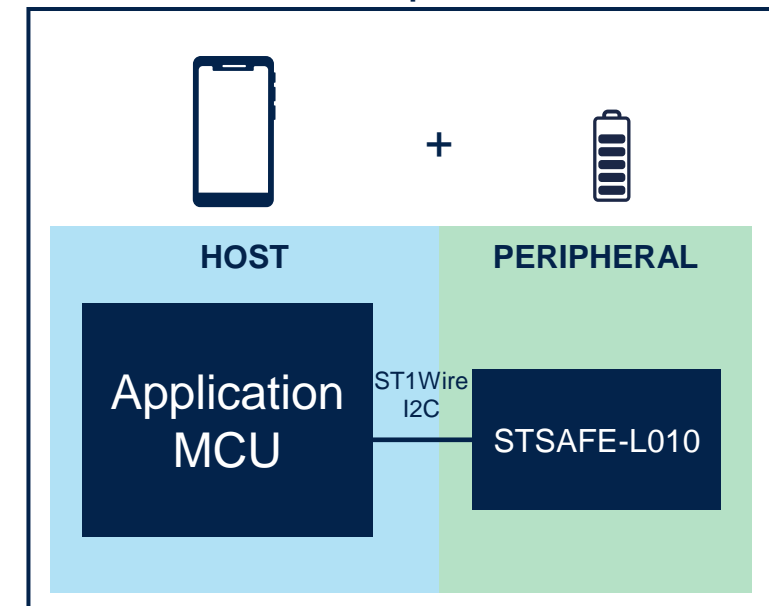 +
HOST
PERIPHERAL
Application
MCU
ST1Wire
I2C
STSAFE-L010